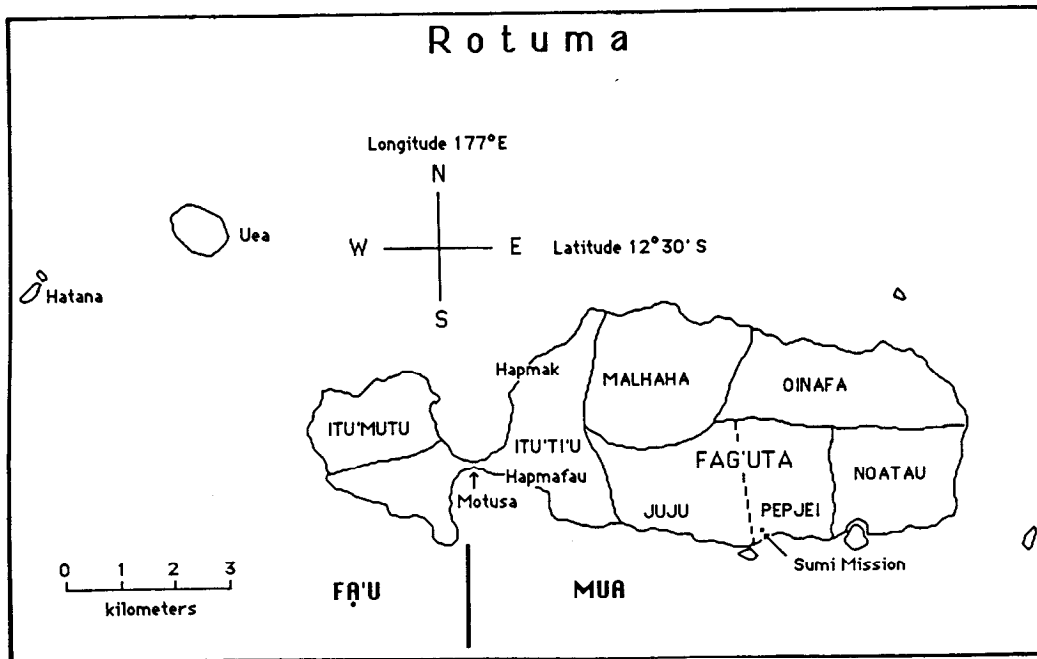 Rotuma
Longitude 177°E
N
Uea
W
E
Latitude 12°30' S
Hatana
S
Hapmak
MALHAHA
OINAFA
ITU'MUTU
ITU'TI'U
FAG'UTA
NOATAU
Hapmafau
Motusa
JUJU
PEPJEI
Sumi Mission
0 1 2 3
kilometers
FẠ'U
MUA